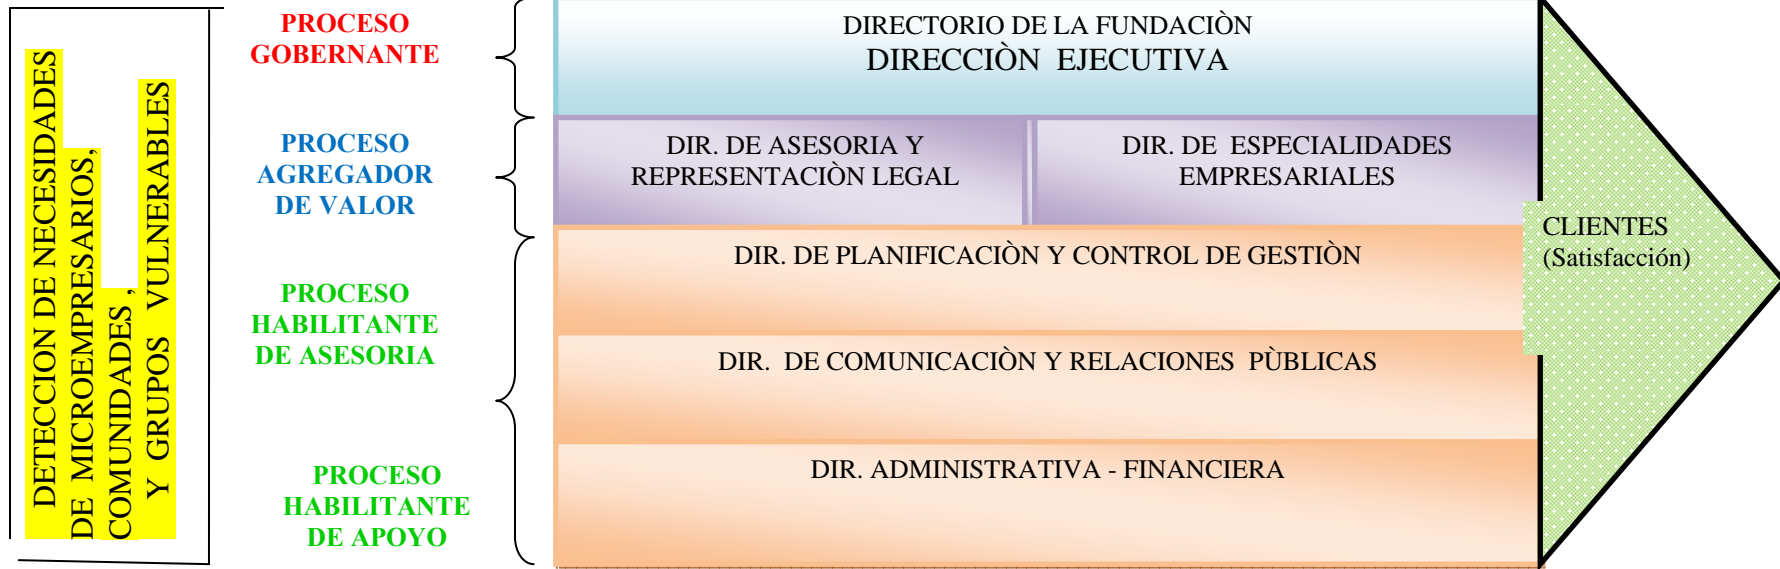 DETECCION DE NECESIDADES
DE MICROEMPRESARIOS,
COMUNIDADES ,
Y GRUPOS VULNERABLES
PROCESO
GOBERNANTE
DIRECTORIO DE LA FUNDACIÒN
DIRECCIÒN EJECUTIVA
PROCESO
AGREGADOR
DE VALOR
DIR. DE ASESORIA Y
REPRESENTACIÒN LEGAL
DIR. DE ESPECIALIDADES
EMPRESARIALES
PROCESO
HABILITANTE
DE ASESORIA
DIR. DE PLANIFICACIÒN Y CONTROL DE GESTIÒN
DIR. DE COMUNICACIÒN Y RELACIONES PÙBLICAS
PROCESO
HABILITANTE
DE APOYO
DIR. ADMINISTRATIVA - FINANCIERA
CLIENTES
(Satisfacción)